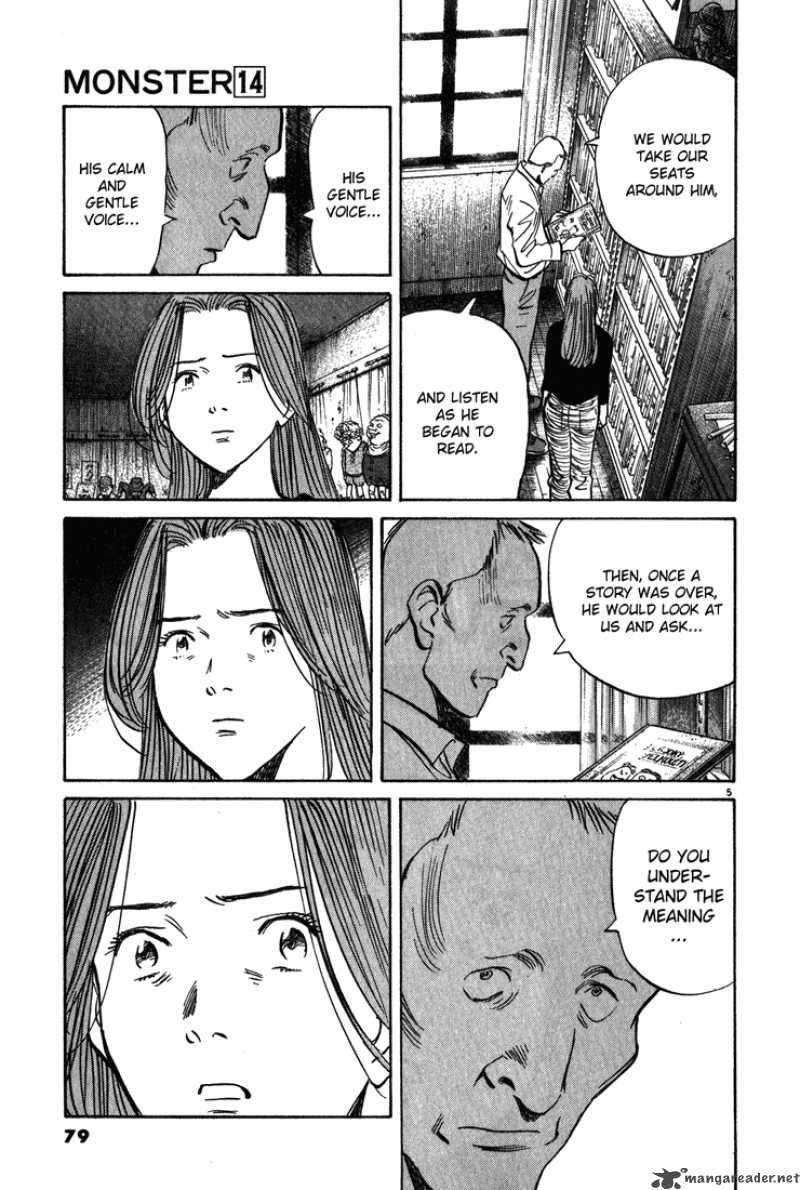 MONSTER 14
WE WOULD
TAKE OUR
SEATS
AROUND HIM,
AND LISTEN
AS HE
BEGAN TO
READ.
HIS
GENTLE
VOICE...
HIS CALM
AND
GENTLE
VOICE...
THEN, ONCE A
STORY WAS OVER,
HE WOULD LOOK AT
US AND ASK...
5
DO YOU
UNDER-
STAND THE
MEANING
...
79
mangareader.net